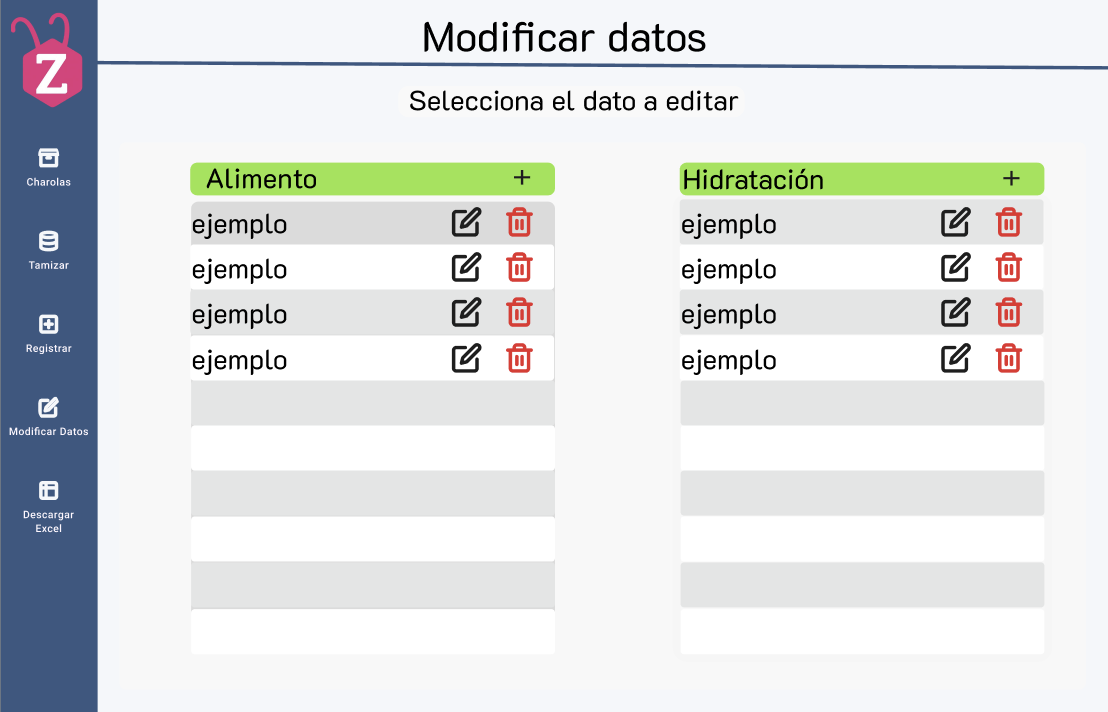 Z
Modificar datos
Selecciona el dato a editar
Charolas
Tamizar
Registrar
Modificar Datos
Descargar
Excel
Alimento +
ejemplo
ejemplo
ejemplo
ejemplo
Hidratación +
ejemplo
ejemplo
ejemplo
ejemplo